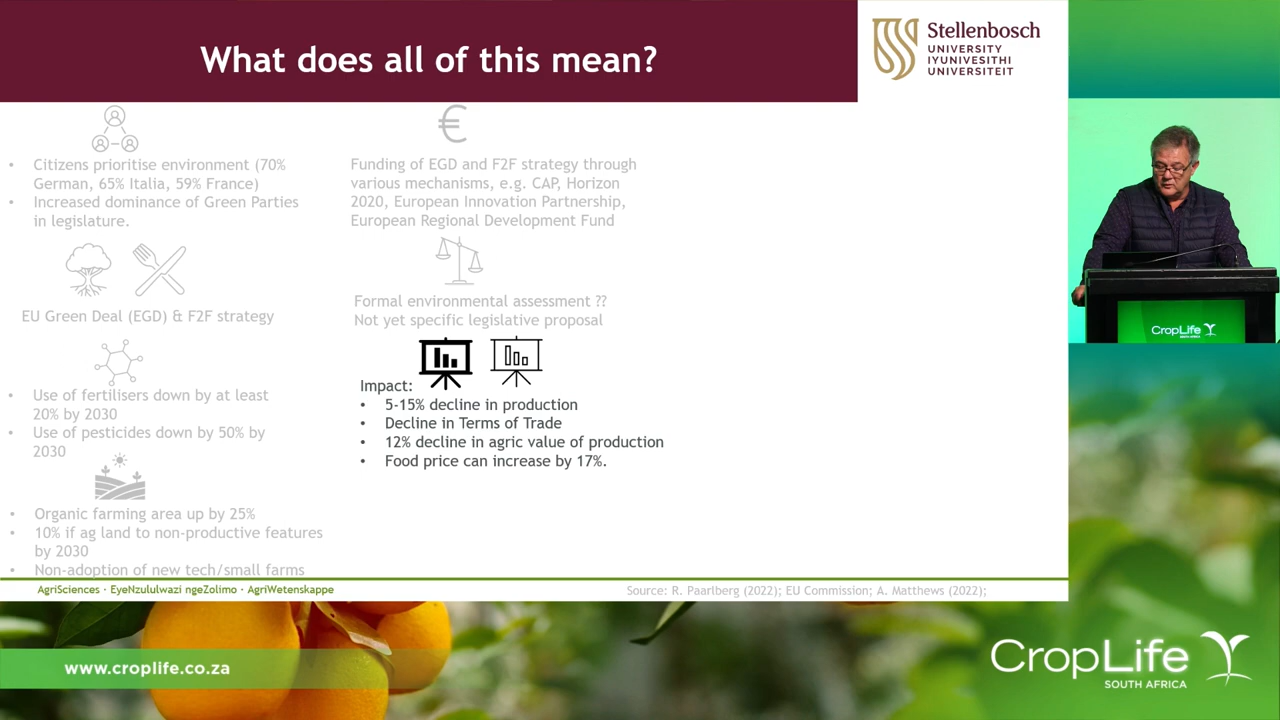 What does all of this mean?
Stellenbosch
UNIVERSITY
IYUNIVESITHI
UNIVERSITEIT
• Citizens prioritise environment (70%
German, 65% Italia, 59% France)
• Increased dominance of Green Parties
in legislature.
EU Green Deal (EGD) & F2F strategy
• Use of fertilisers down by at least
20% by 2030
• Use of pesticides down by 50% by
2030
• Organic farming area up by 25%
• 10% if ag land to non-productive features
by 2030
• Non-adoption of new tech/small farms
€
Funding of EGD and F2F strategy through
various mechanisms, e.g. CAP, Horizon
2020, European Innovation Partnership,
European Regional Development Fund
Formal environmental assessment ??
Not yet specific legislative proposal
Impact:
• 5-15% decline in production
• Decline in Terms of Trade
• 12% decline in agric value of production
• Food price can increase by 17%.
AgriSciences · EyeNzululwazi ngeZolimo · AgriWetenskappe
Source: R. Paarlberg (2022); EU Commission; A. Matthews (2022);
CropLife
SOUTH AFRICA
www.croplife.co.za
CropLife
SOUTH AFRICA